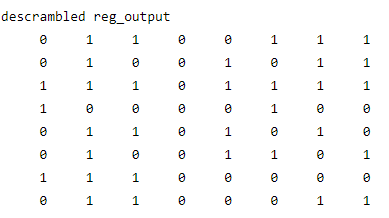 descrambled reg_output
0 1 1 0 0 1 1 1
0 1 0 0 1 0 1 1
1 1 1 0 1 1 1 1
1 0 0 0 0 1 0 0
0 1 1 0 1 0 1 0
0 1 0 0 1 1 0 1
1 1 1 0 0 0 0 0
0 1 1 0 0 0 1 1